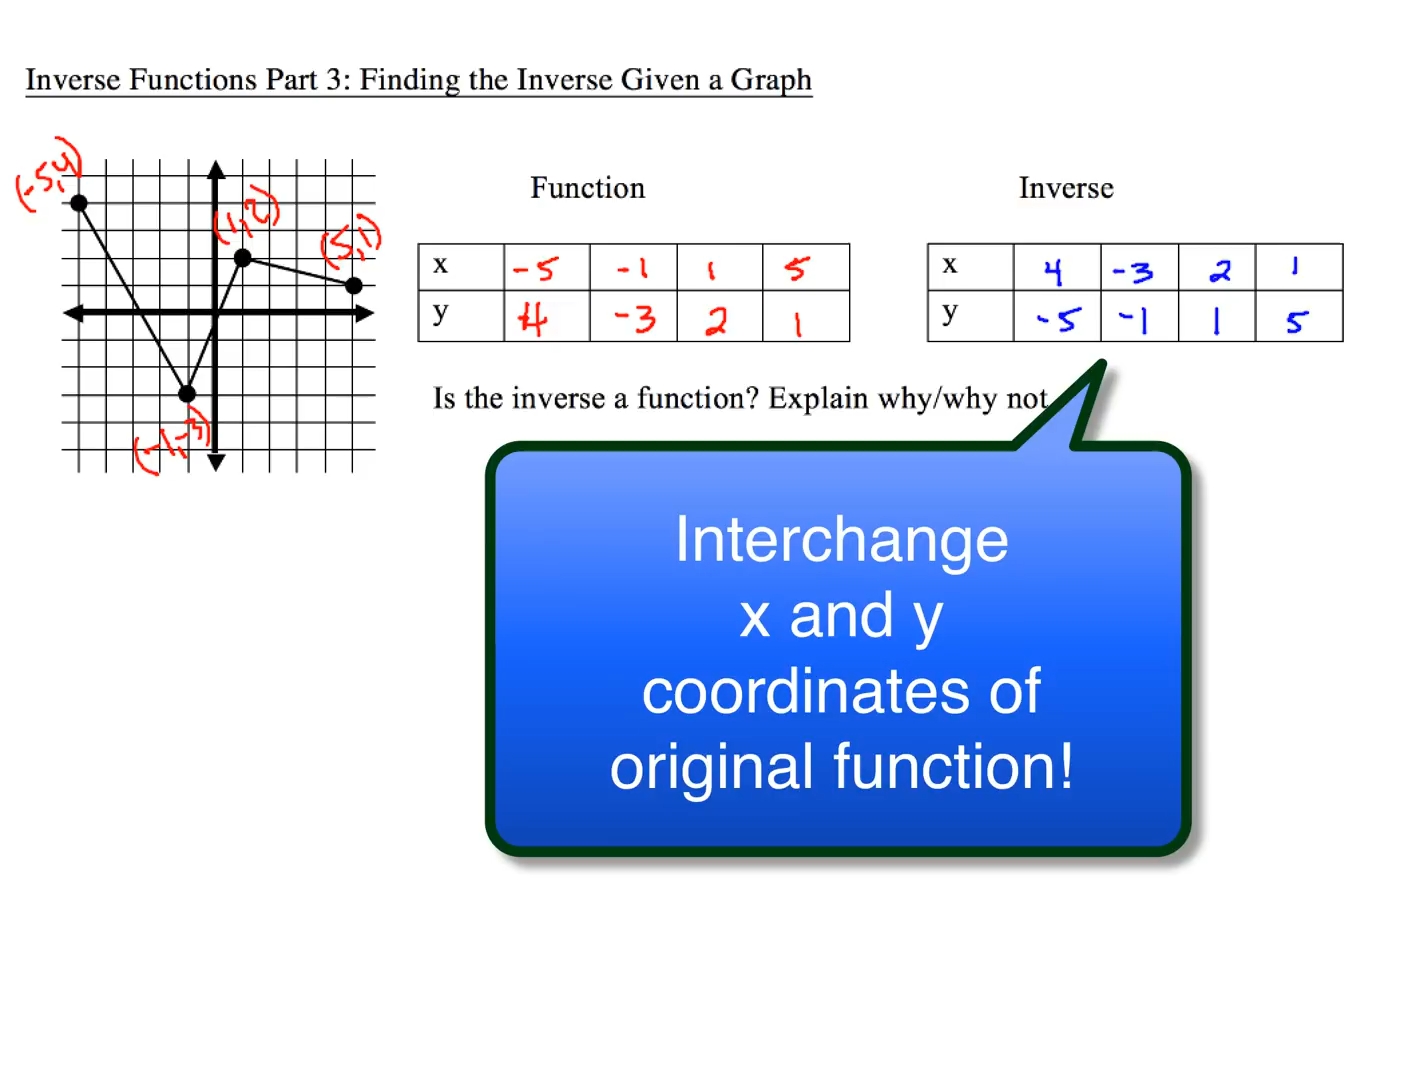 Inverse Functions Part 3: Finding the Inverse Given a Graph
(-5,4)
(1,2)
(5,1)
(-1,-3)
Function
x -5 -1 1 5
y 4 -3 2 1
Inverse
x 4 -3 2 1
y -5 -1 1 5
Is the inverse a function? Explain why/why not
Interchange
x and y
coordinates of
original function!